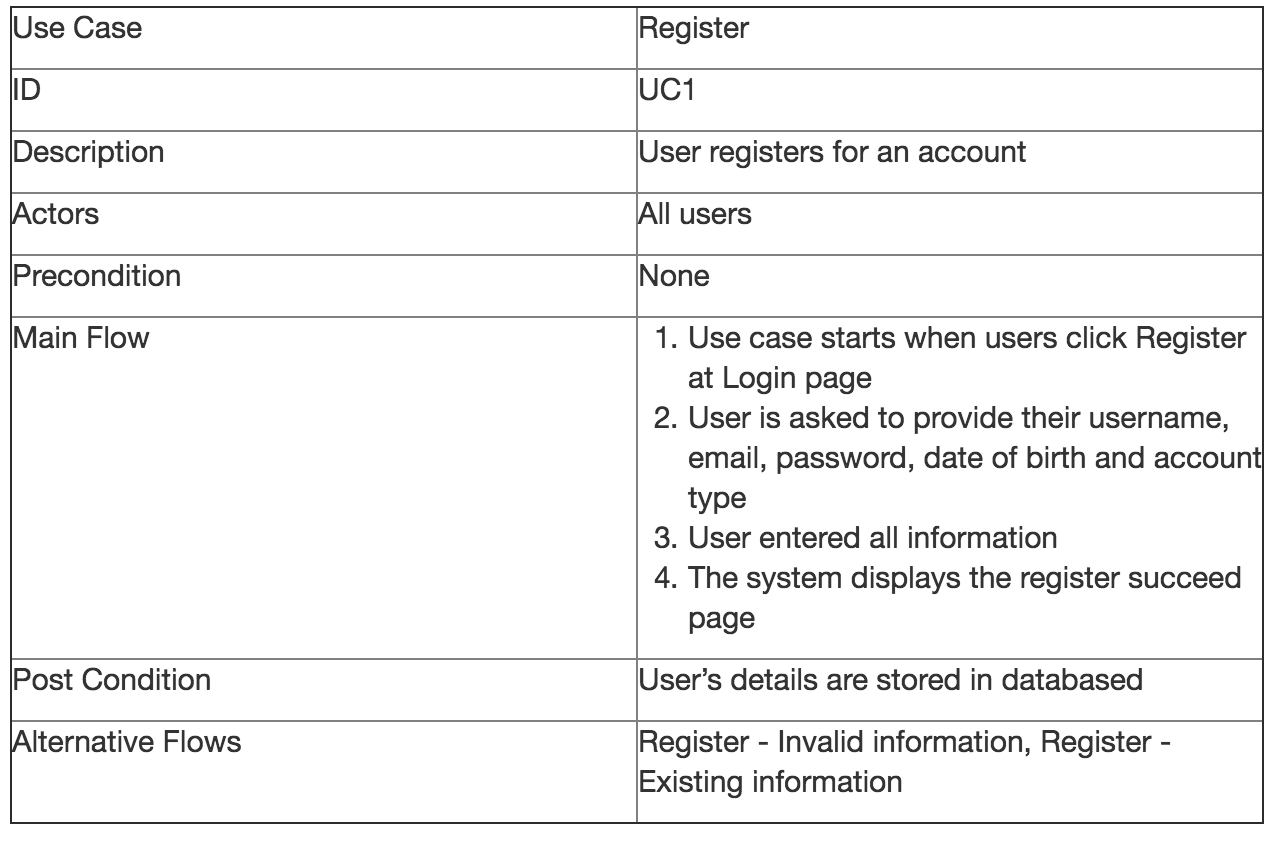 Use Case
Register
ID
UC1
Description
User registers for an account
Actors
All users
Precondition
None
Main Flow
1. Use case starts when users click Register
at Login page
2. User is asked to provide their username,
email, password, date of birth and account
type
3. User entered all information
4. The system displays the register succeed
page
Post Condition
User’s details are stored in databased
Alternative Flows
Register - Invalid information, Register -
Existing information